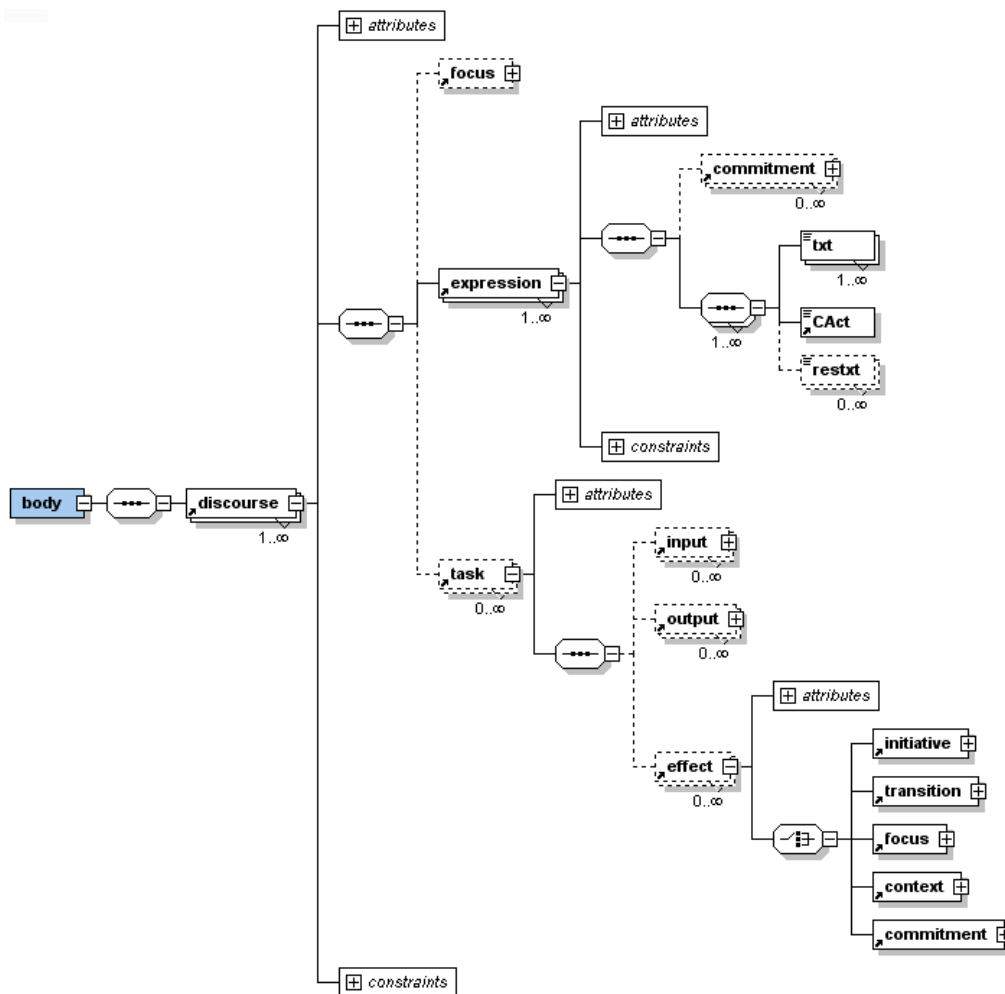 attributes
focus
attributes
commitment
0..∞
txt
1..∞
expression
1..∞
CAct
1..∞
restxt
0..∞
constraints
body
discourse
1..∞
attributes
input
0..∞
task
0..∞
output
0..∞
attributes
initiative
effect
0..∞
transition
focus
context
commitment
constraints